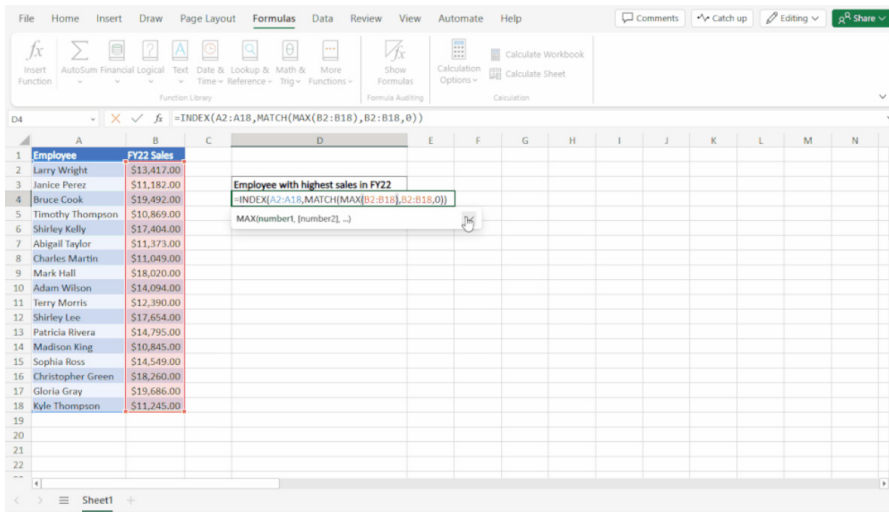 File Home Insert Draw Page Layout Formulas Data Review View Automate Help Comments Catch up Editing Share
fx
Insert Function AutoSum Financial Logical Text Date & Time Lookup & Reference Math & Trig More Functions Show Formulas Calculation Options Calculate Workbook
Calculate Sheet
Function Library Formula Auditing Calculation
D4 fx =INDEX(A2:A18,MATCH(MAX(B2:B18),B2:B18,0))
A B C D E F G H I J K L M N
1 Employee FY22 Sales
2 Larry Wright $13,417.00
3 Janice Perez $11,182.00 Employee with highest sales in FY22
4 Bruce Cook $19,492.00 =INDEX(A2:A18,MATCH(MAX(B2:B18),B2:B18,0))
5 Timothy Thompson $10,869.00 MAX(number1, [number2], ...)
6 Shirley Kelly $17,404.00
7 Abigail Taylor $11,373.00
8 Charles Martin $11,049.00
9 Mark Hall $18,020.00
10 Adam Wilson $14,094.00
11 Terry Morris $12,390.00
12 Shirley Lee $17,654.00
13 Patricia Rivera $14,795.00
14 Madison King $10,845.00
15 Sophia Ross $14,549.00
16 Christopher Green $18,260.00
17 Gloria Gray $19,686.00
18 Kyle Thompson $11,245.00
19
20
21
22
Sheet1